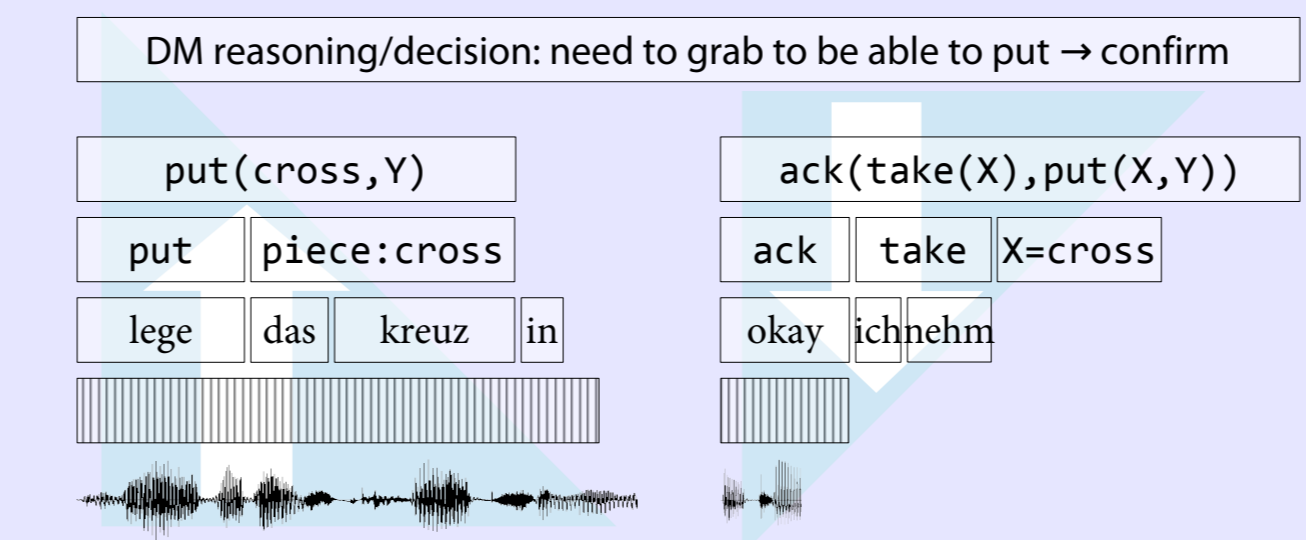 DM reasoning/decision: need to grab to be able to put → confirm
put(cross,Y)
ack(take(X),put(X,Y))
put piece:cross
ack take X=cross
lege das kreuz in
okay ich nehm